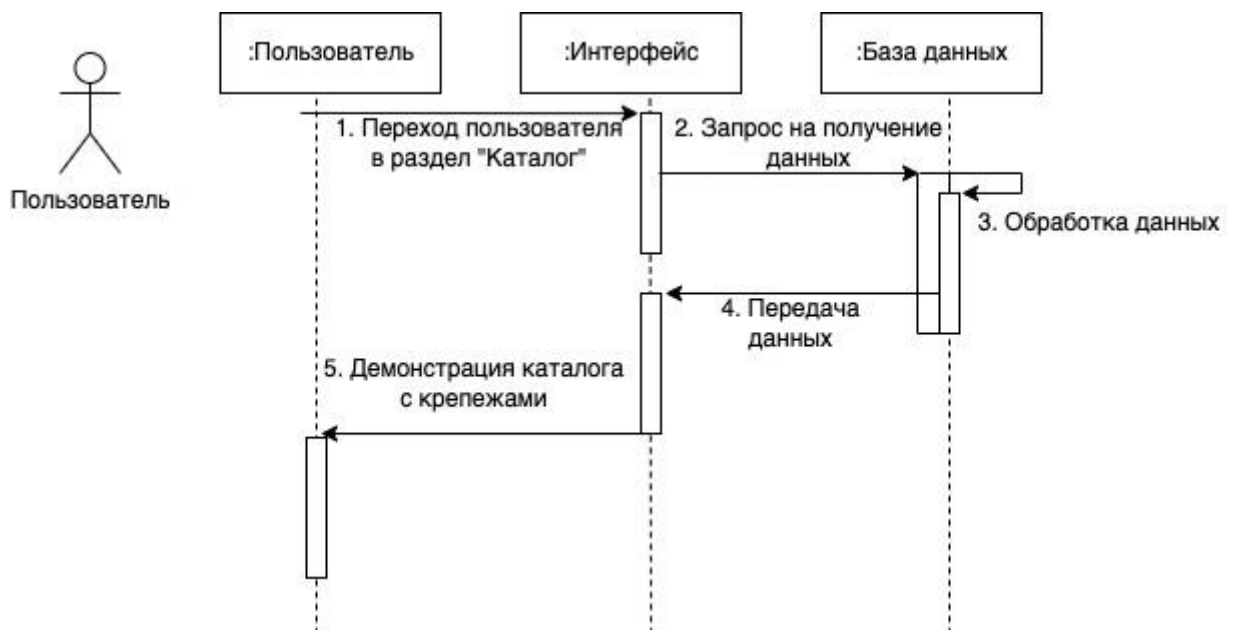 :Пользователь
:Интерфейс
:База данных
Пользователь
1. Переход пользователя
в раздел "Каталог"
2. Запрос на получение
данных
3. Обработка данных
4. Передача
данных
5. Демонстрация каталога
с крепежами